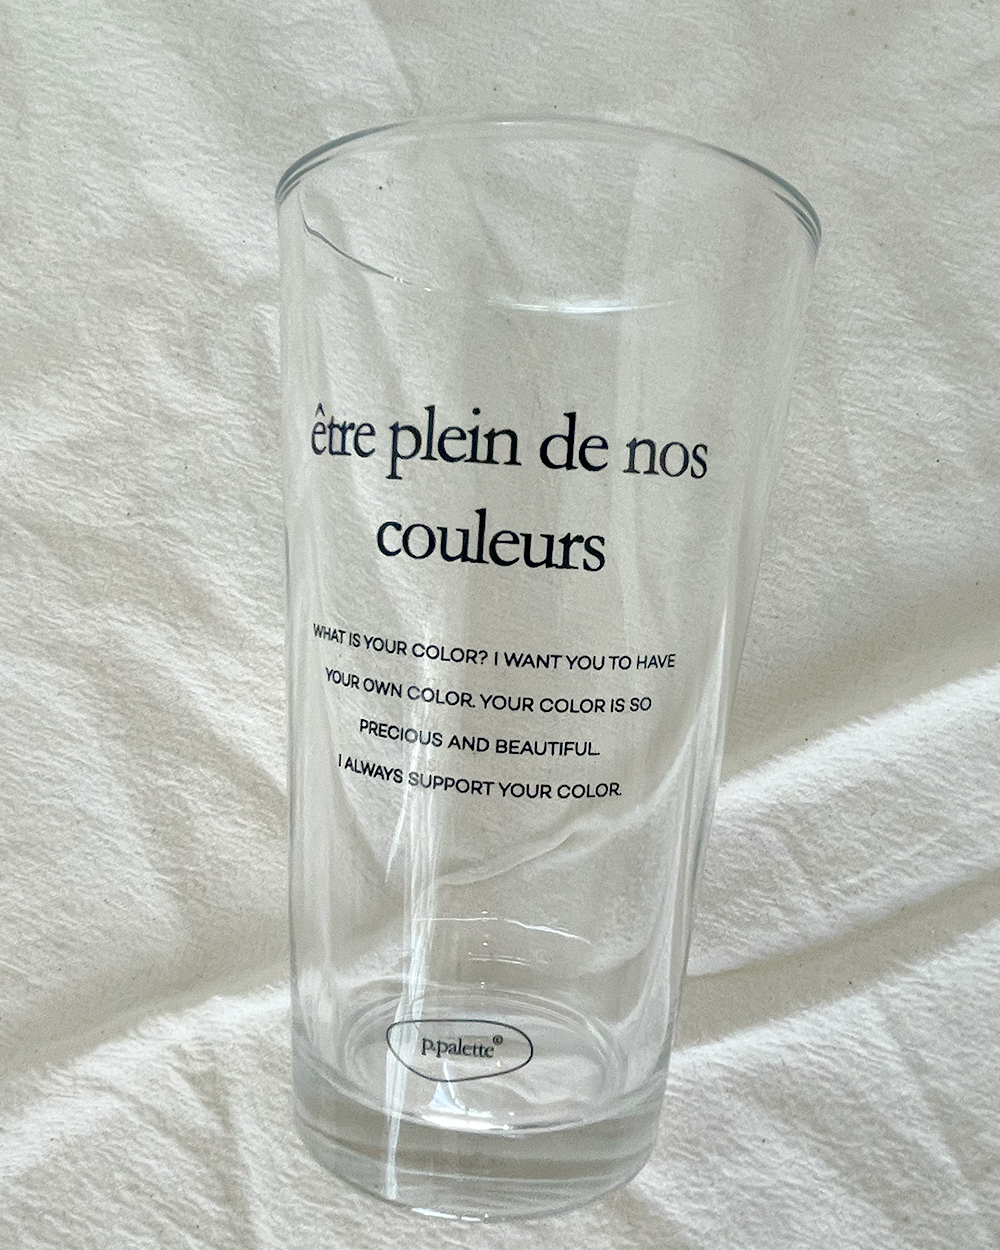 être plein de nos
couleurs
WHAT IS YOUR COLOR? I WANT YOU TO HAVE
YOUR OWN COLOR. YOUR COLOR IS SO
PRECIOUS AND BEAUTIFUL.
I ALWAYS SUPPORT YOUR COLOR.
p.palette®